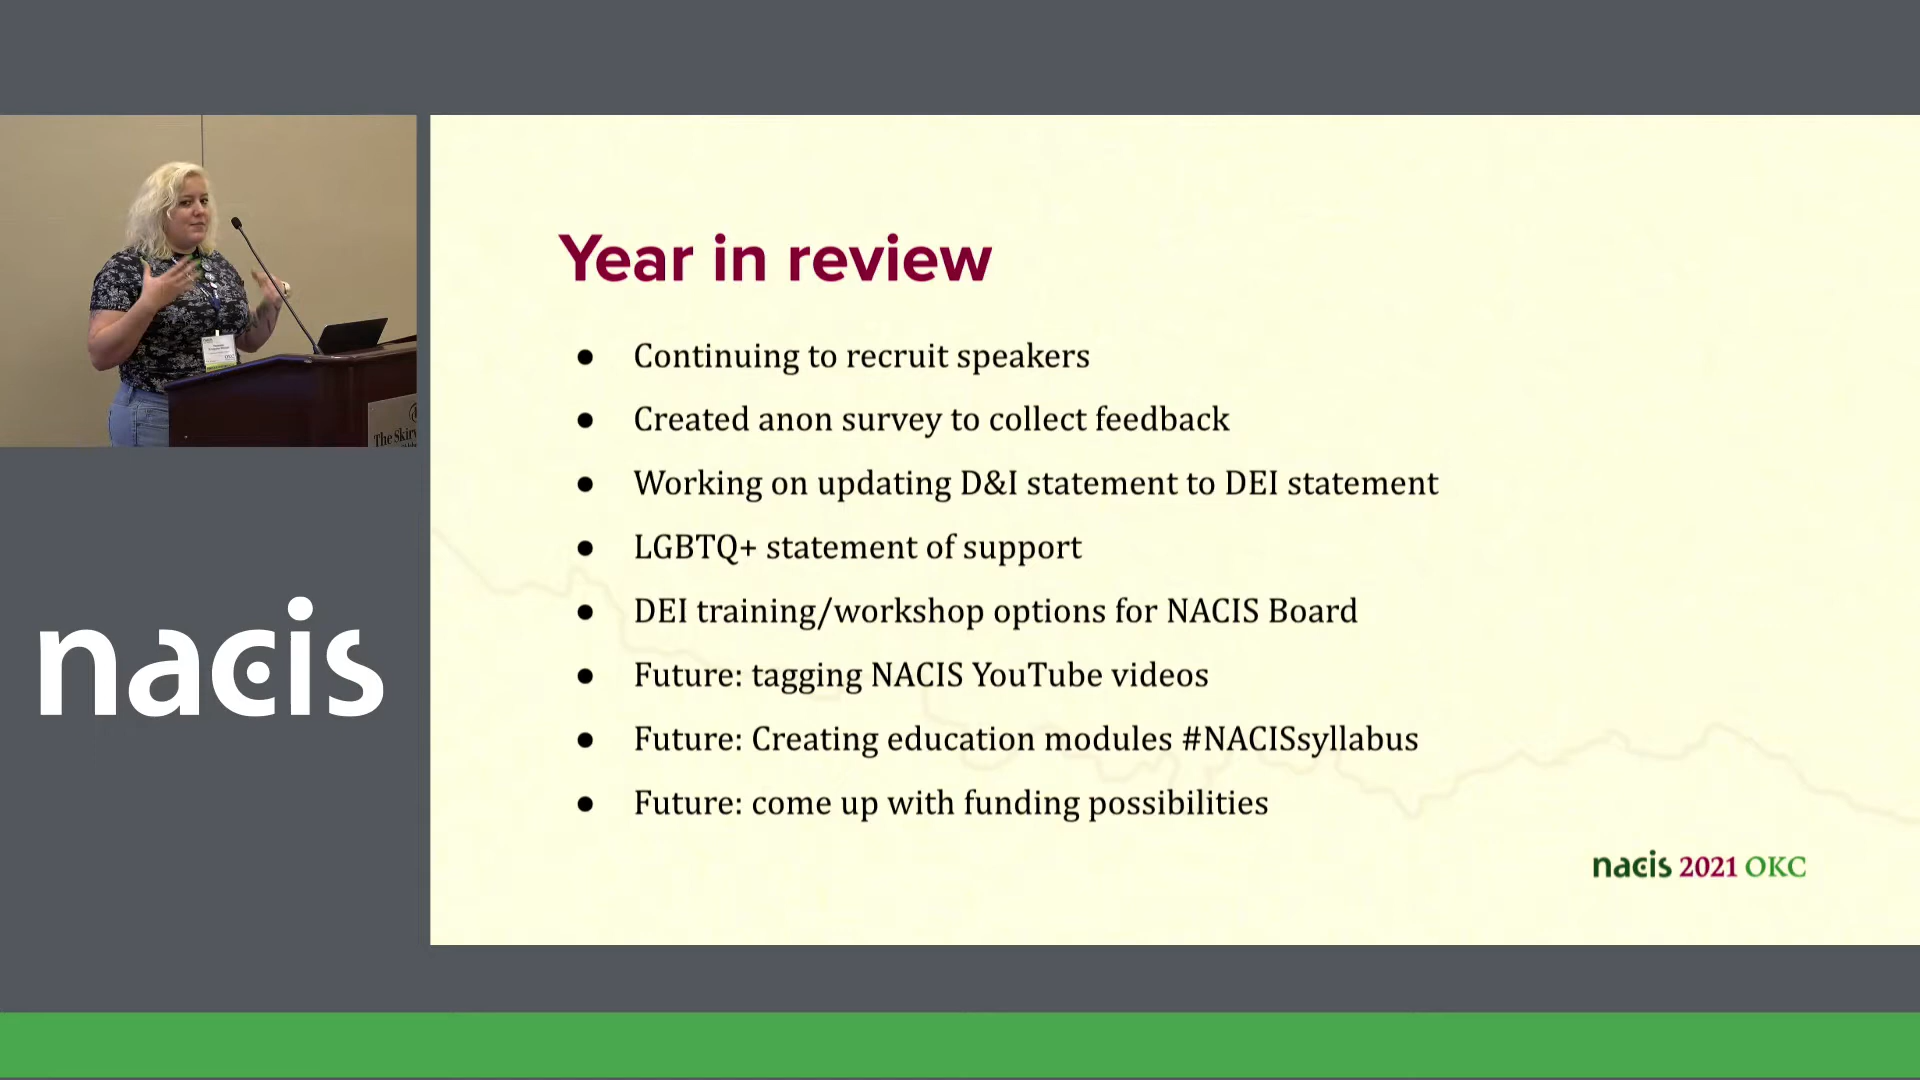 Year in review
● Continuing to recruit speakers
● Created anon survey to collect feedback
● Working on updating D&I statement to DEI statement
● LGBTQ+ statement of support
● DEI training/workshop options for NACIS Board
● Future: tagging NACIS YouTube videos
● Future: Creating education modules #NACISsyllabus
● Future: come up with funding possibilities
nacis 2021 OKC
The Skirv
nacis